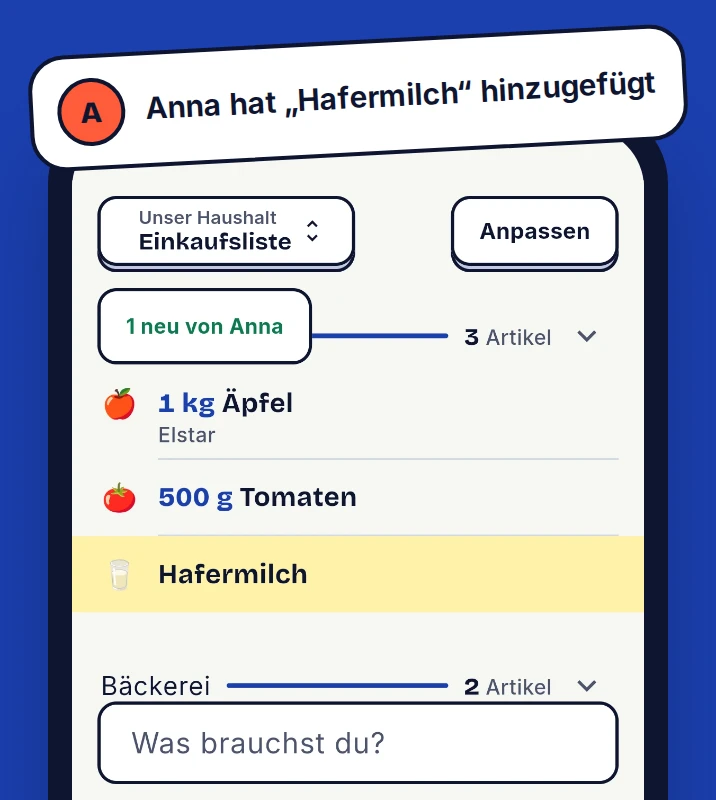 A
Anna hat „Hafermilch“ hinzugefügt
Unser Haushalt
Einkaufsliste
Anpassen
1 neu von Anna
3 Artikel
1 kg Äpfel
Elstar
500 g Tomaten
Hafermilch
Bäckerei
2 Artikel
Was brauchst du?